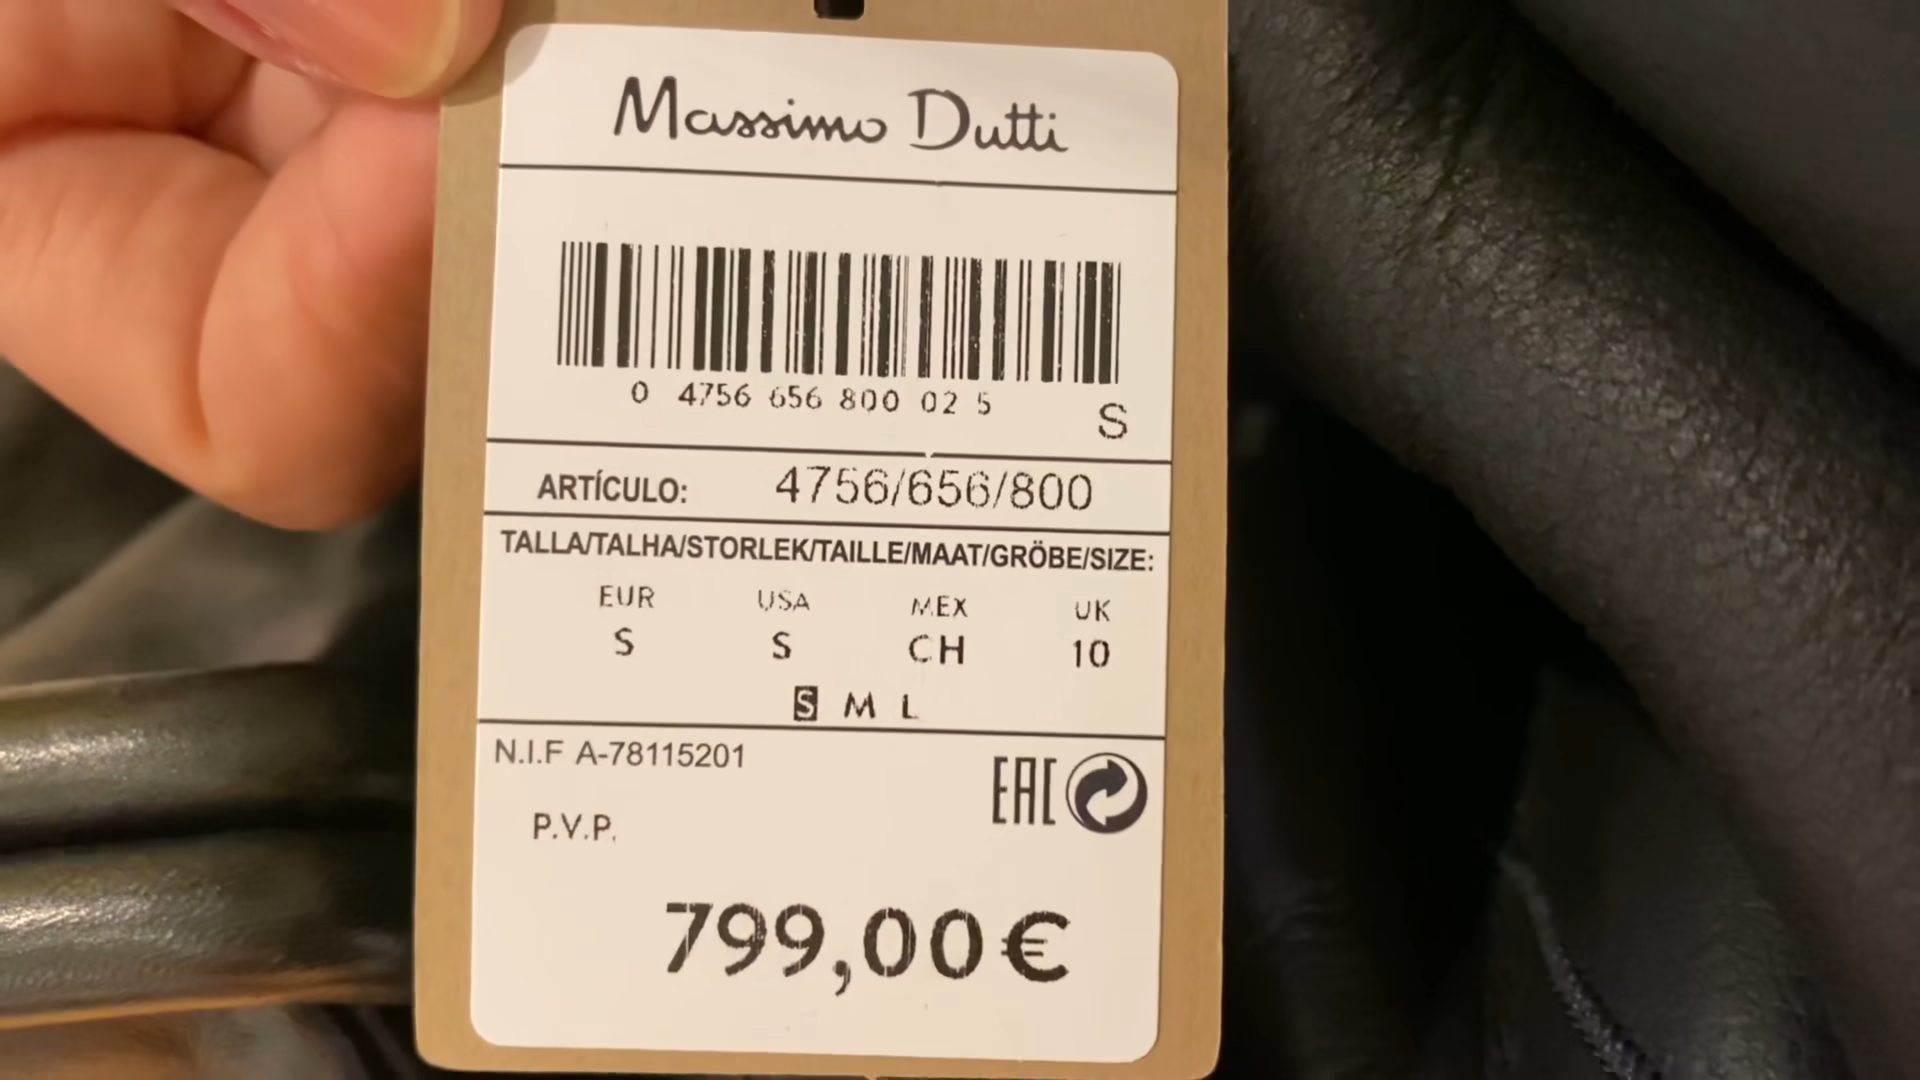 Massimo Dutti
0 4756 656 800 02 5
S
ARTÍCULO: 4756/656/800
TALLA/TALHA/STORLEK/TAILLE/MAAT/GRÖBE/SIZE:
EUR USA MEX UK
S S CH 10
S M L
N.I.F A-78115201
EAC
P.V.P.
799,00€